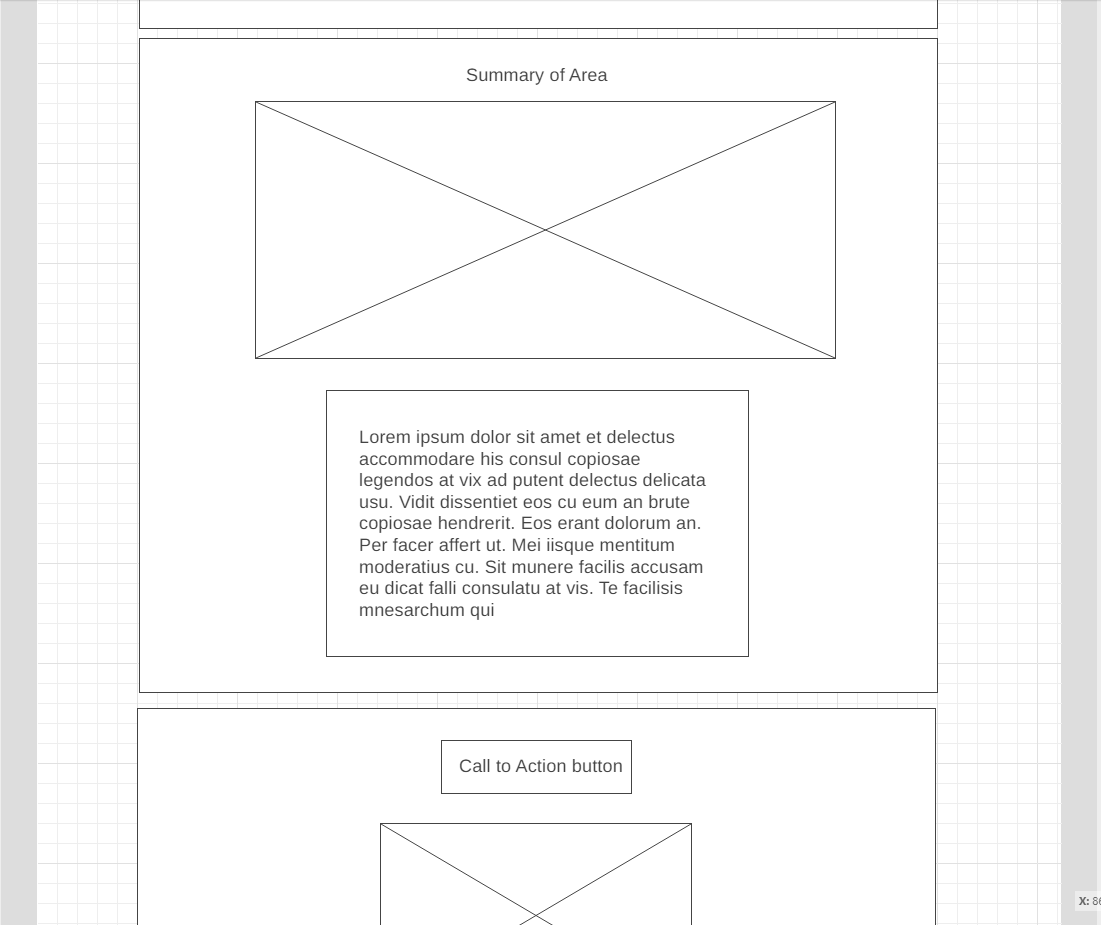 Summary of Area
Lorem ipsum dolor sit amet et delectus
accommodare his consul copiosae
legendos at vix ad putent delectus delicata
usu. Vidit dissentiet eos cu eum an brute
copiosae hendrerit. Eos erant dolorum an.
Per facer affert ut. Mei iisque mentitum
moderatius cu. Sit munere facilis accusam
eu dicat falli consulatu at vis. Te facilisis
mnesarchum qui
Call to Action button
X: 86